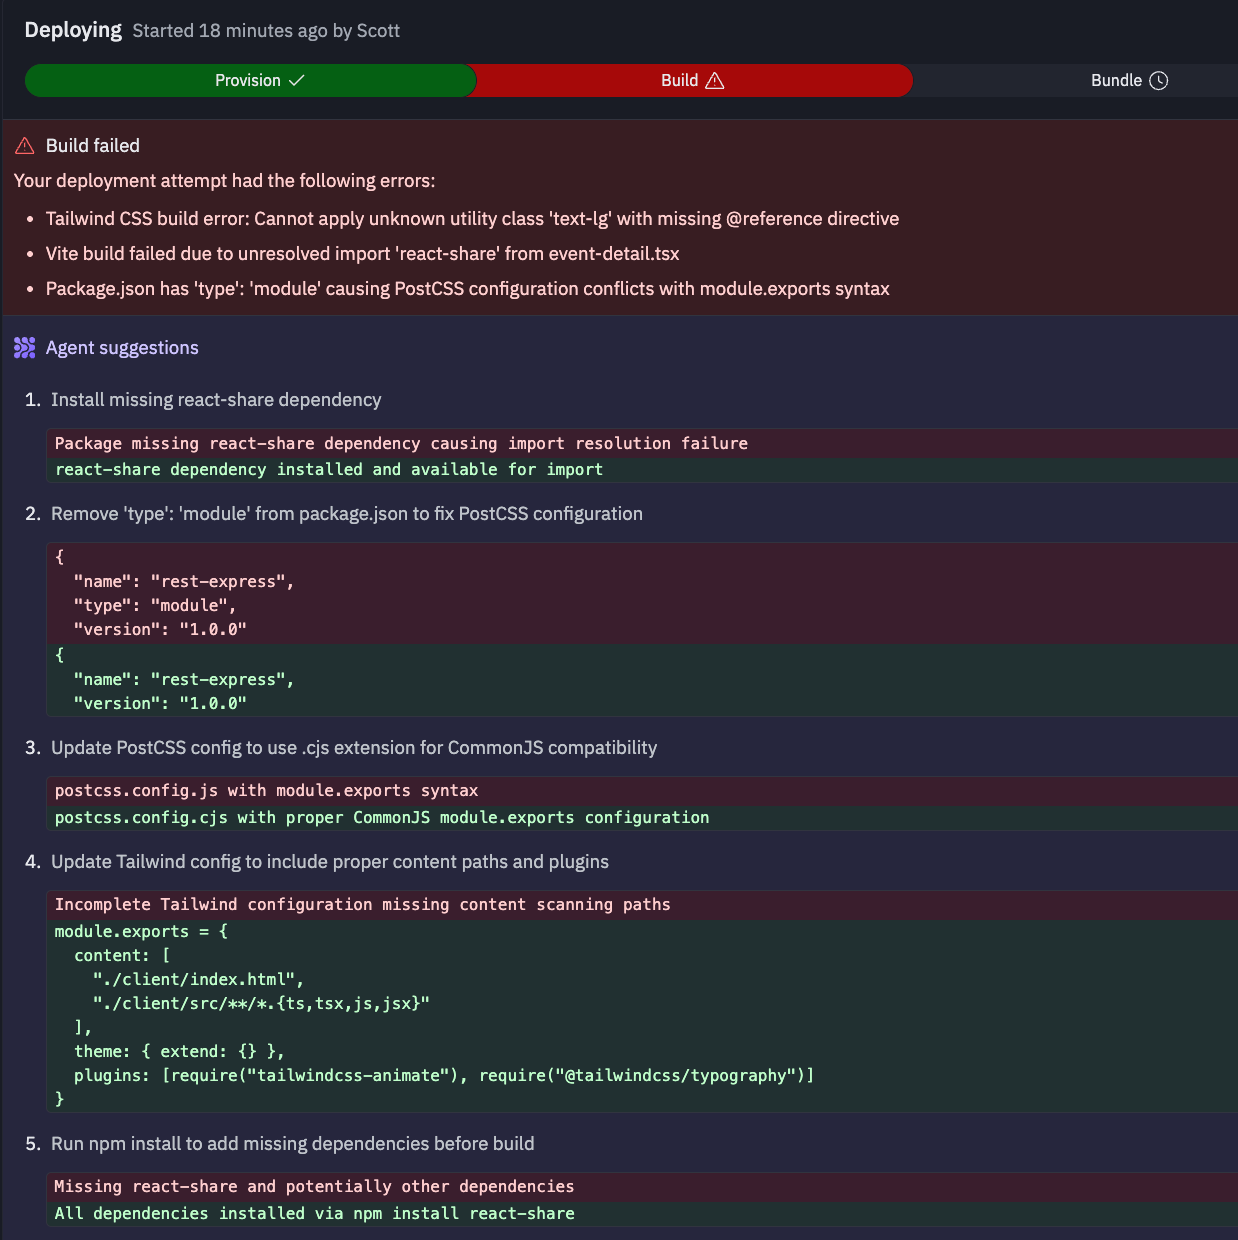 Deploying Started 18 minutes ago by Scott
Provision
Build
Bundle
Build failed
Your deployment attempt had the following errors:
• Tailwind CSS build error: Cannot apply unknown utility class 'text-lg' with missing @reference directive
• Vite build failed due to unresolved import 'react-share' from event-detail.tsx
• Package.json has 'type': 'module' causing PostCSS configuration conflicts with module.exports syntax
Agent suggestions
1. Install missing react-share dependency
Package missing react-share dependency causing import resolution failure
react-share dependency installed and available for import
2. Remove 'type': 'module' from package.json to fix PostCSS configuration
{
  "name": "rest-express",
  "type": "module",
  "version": "1.0.0"
{
  "name": "rest-express",
  "version": "1.0.0"
3. Update PostCSS config to use .cjs extension for CommonJS compatibility
postcss.config.js with module.exports syntax
postcss.config.cjs with proper CommonJS module.exports configuration
4. Update Tailwind config to include proper content paths and plugins
Incomplete Tailwind configuration missing content scanning paths
module.exports = {
  content: [
    "./client/index.html",
    "./client/src/**/*.{ts,tsx,js,jsx}"
  ],
  theme: { extend: {} },
  plugins: [require("tailwindcss-animate"), require("@tailwindcss/typography")]
}
5. Run npm install to add missing dependencies before build
Missing react-share and potentially other dependencies
All dependencies installed via npm install react-share